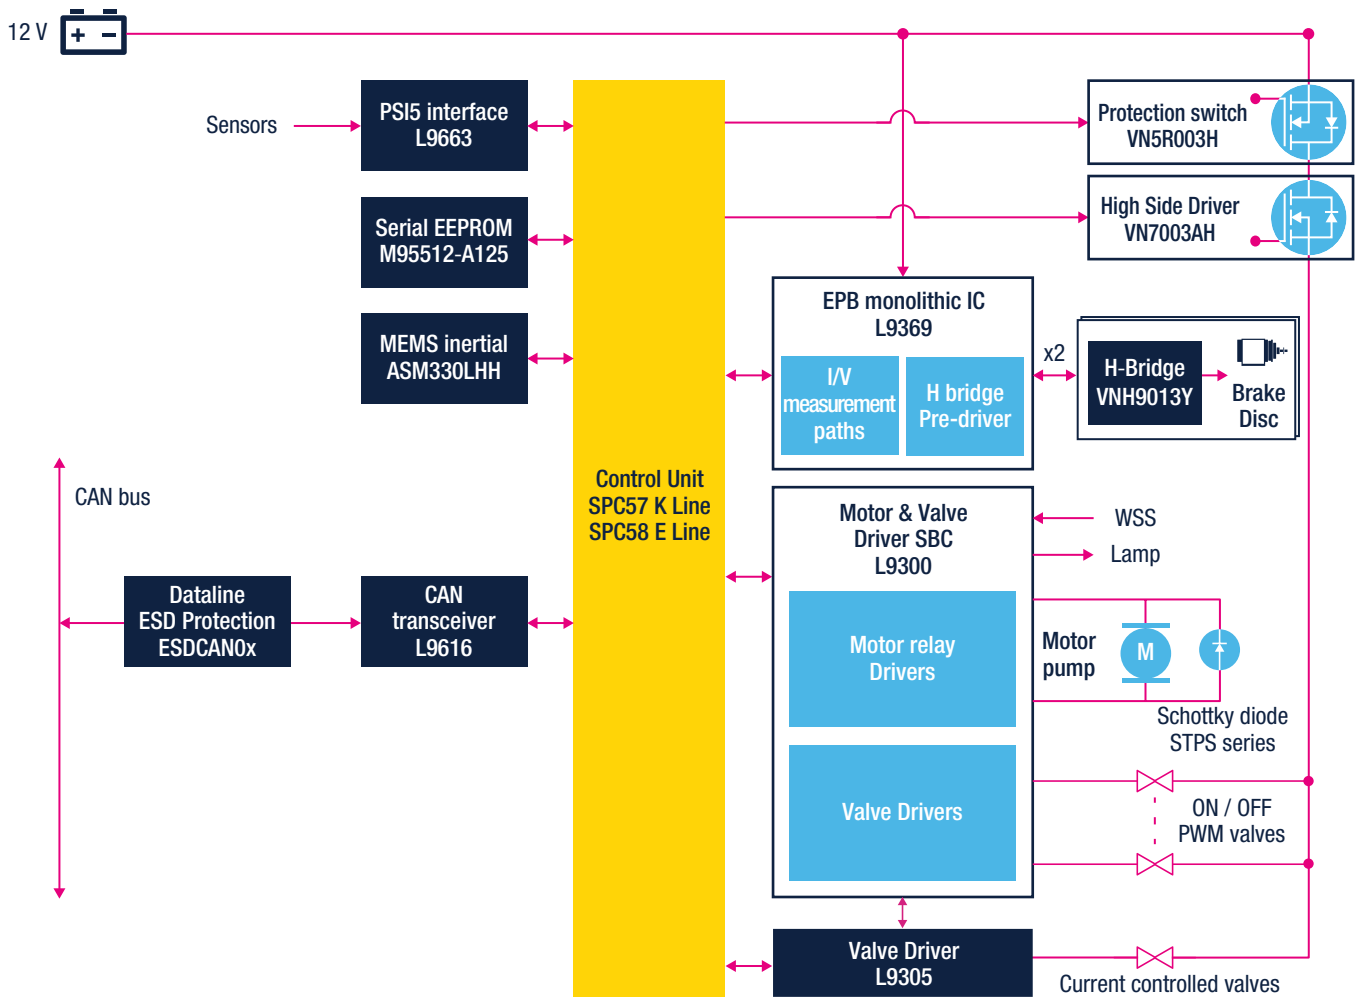 12 V
Sensors
PSI5 interface
L9663
Serial EEPROM
M95512-A125
MEMS inertial
ASM330LHH
CAN bus
Dataline
ESD Protection
ESDCAN0x
CAN
transceiver
L9616
Control Unit
SPC57 K Line
SPC58 E Line
Protection switch
VN5R003H
High Side Driver
VN7003AH
EPB monolithic IC
L9369
I/V
measurement
paths
H bridge
Pre-driver
x2
H-Bridge
VNH9013Y
Brake
Disc
Motor & Valve
Driver SBC
L9300
WSS
Lamp
Motor relay
Drivers
Motor
pump
M
Schottky diode
STPS series
Valve Drivers
ON / OFF
PWM valves
Valve Driver
L9305
Current controlled valves